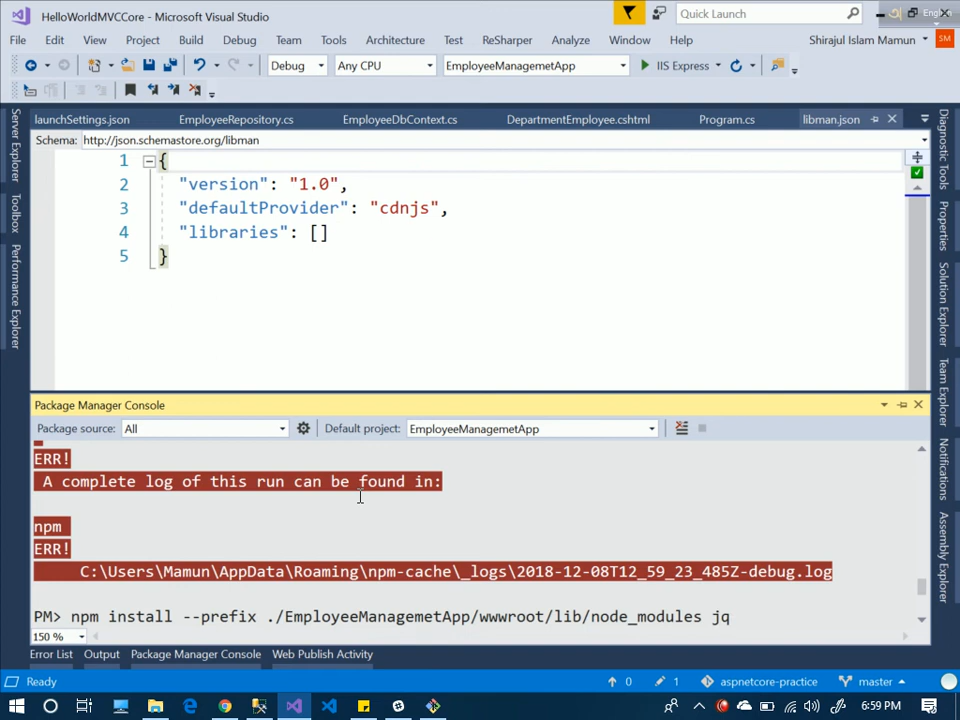 HelloWorldMVCCore - Microsoft Visual Studio
Quick Launch
File Edit View Project Build Debug Team Tools Architecture Test ReSharper Analyze Window Help Shirajul Islam Mamun SM
Debug Any CPU EmployeeManagemetApp IIS Express
launchSettings.json EmployeeRepository.cs EmployeeDbContext.cs DepartmentEmployee.cshtml Program.cs libman.json
Schema: http://json.schemastore.org/libman
1 {
2 "version": "1.0",
3 "defaultProvider": "cdnjs",
4 "libraries": []
5 }
Server Explorer
Toolbox
Performance Explorer
Diagnostic Tools
Properties
Solution Explorer
Team Explorer
Notifications
Assembly Explorer
Package Manager Console
Package source: All Default project: EmployeeManagemetApp
ERR!
A complete log of this run can be found in:
npm
ERR!
C:\Users\Mamun\AppData\Roaming\npm-cache\_logs\2018-12-08T12_59_23_485Z-debug.log
PM> npm install --prefix ./EmployeeManagemetApp/wwwroot/lib/node_modules jq
150 %
Error List Output Package Manager Console Web Publish Activity
Ready 0 1 aspnetcore-practice master
6:59 PM